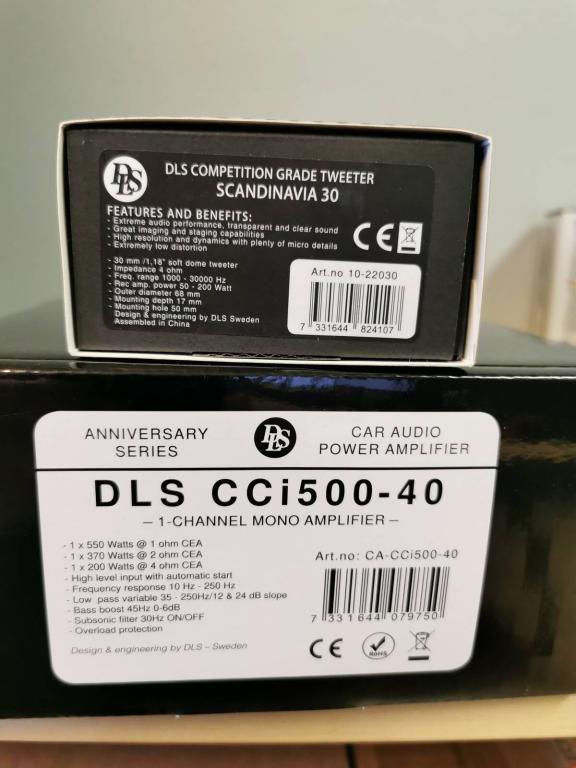 DLS
DLS COMPETITION GRADE TWEETER
SCANDINAVIA 30
FEATURES AND BENEFITS:
- Extreme audio performance, transparent and clear sound
- Great imaging and staging capabilities
- High resolution and dynamics with plenty of micro details
- Extremely low distortion
- 30 mm /1,18" soft dome tweeter
- Impedance 4 ohm
- Freq. range 1000 - 30000 Hz
- Rec amp. power 50 - 200 Watt
- Outer diameter 68 mm
- Mounting depth 17 mm
- Mounting hole 50 mm
Design & engineering by DLS Sweden
Assembled in China
CE
Art.no 10-22030
7 331644 824107
ANNIVERSARY
SERIES
DLS
CAR AUDIO
POWER AMPLIFIER
DLS CCi500-40
– 1-CHANNEL MONO AMPLIFIER –
- 1 x 550 Watts @ 1 ohm CEA
- 1 x 370 Watts @ 2 ohm CEA
- 1 x 200 Watts @ 4 ohm CEA
- High level input with automatic start
- Frequency response 10 Hz - 250 Hz
- Low pass variable 35 - 250Hz/12 & 24 dB slope
- Bass boost 45Hz 0-6dB
- Subsonic filter 30Hz ON/OFF
- Overload protection
Design & engineering by DLS – Sweden
Art.no: CA-CCi500-40
7 331644 079750
CE
RoHS